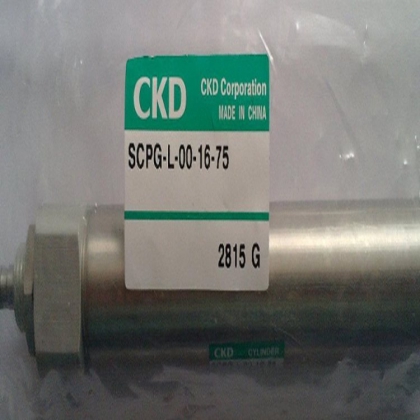 CKD
CKD Corporation
MADE IN CHINA
SCPG-L-00-16-75
2815 G
CKD CYLINDER